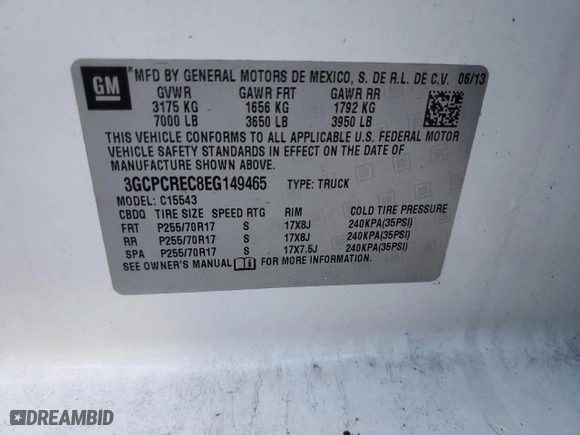 GM
MFD BY GENERAL MOTORS DE MEXICO, S. DE R.L. DE C.V. 06/13
GVWR GAWR FRT GAWR RR
3175 KG 1656 KG 1792 KG
7000 LB 3650 LB 3950 LB
THIS VEHICLE CONFORMS TO ALL APPLICABLE U.S. FEDERAL MOTOR
VEHICLE SAFETY STANDARDS IN EFFECT ON THE DATE OF
MANUFACTURE SHOWN ABOVE.
3GCPCREC8EG149465 TYPE: TRUCK
MODEL: C15543
CBDQ TIRE SIZE SPEED RTG RIM COLD TIRE PRESSURE
FRT P255/70R17 S 17X8J 240KPA(35PSI)
RR P255/70R17 S 17X8J 240KPA(35PSI)
SPA P255/70R17 S 17X7.5J 240KPA(35PSI)
SEE OWNER'S MANUAL FOR MORE INFORMATION.
DREAMBID